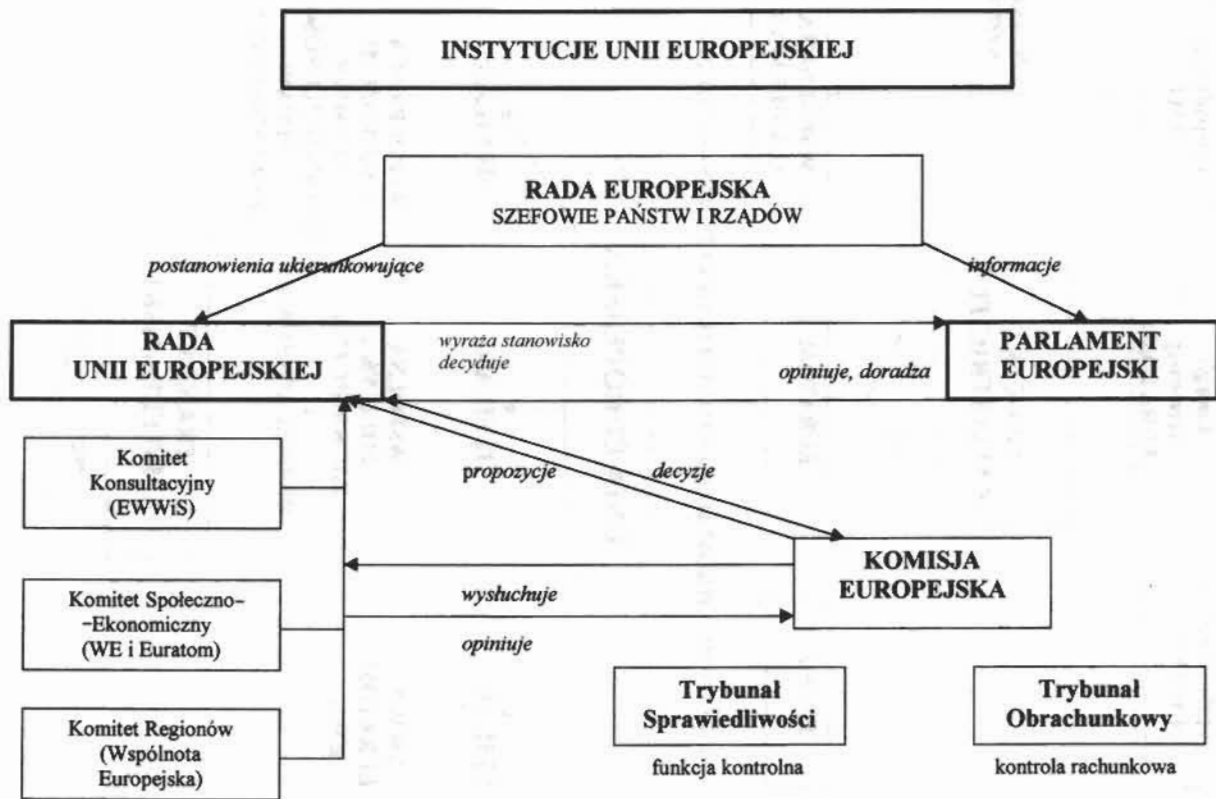 INSTYTUCJE UNII EUROPEJSKIEJ
RADA EUROPEJSKA
SZEFOWIE PAŃSTW I RZĄDÓW
postanowienia ukierunkowujące
informacje
RADA
UNII EUROPEJSKIEJ
wyraża stanowisko
decyduje
opiniuje, doradza
PARLAMENT
EUROPEJSKI
Komitet
Konsultacyjny
(EWWiS)
propozycje
decyzje
KOMISJA
EUROPEJSKA
Komitet Społeczno-
-Ekonomiczny
(WE i Euratom)
wysłuchuje
opiniuje
Komitet Regionów
(Wspólnota
Europejska)
Trybunał
Sprawiedliwości
funkcja kontrolna
Trybunał
Obrachunkowy
kontrola rachunkowa